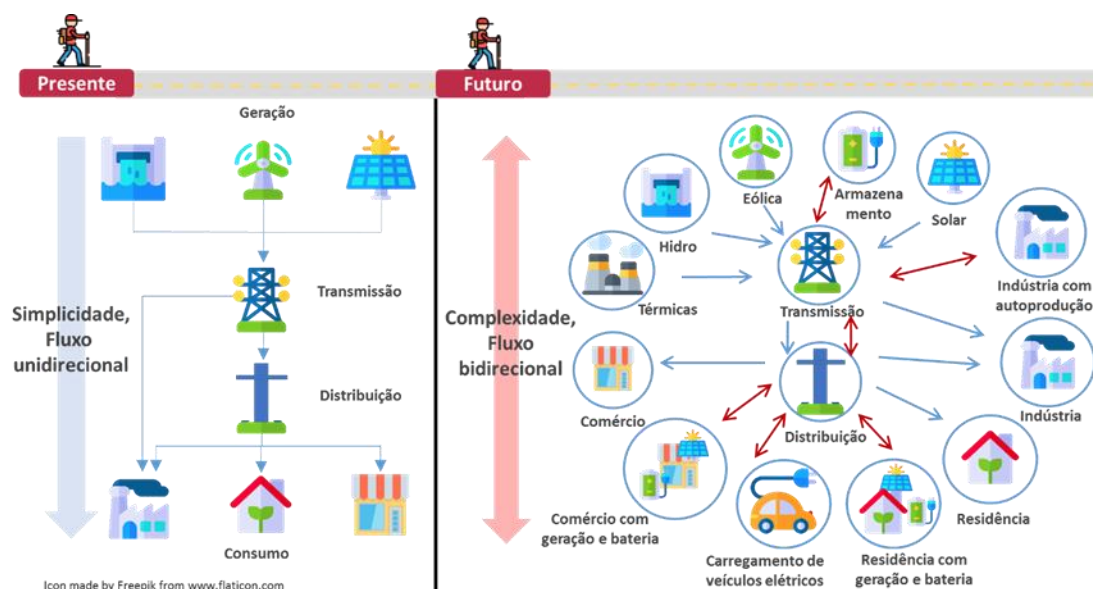 Presente
Geração
Transmissão
Simplicidade,
Fluxo
unidirecional
Distribuição
Consumo
Icon made by Freepik from www.flaticon.com
Futuro
Eólica
Armazena
mento
Solar
Hidro
Térmicas
Transmissão
Indústria com
autoprodução
Complexidade,
Fluxo
bidirecional
Comércio
Distribuição
Indústria
Residência
Comércio com
geração e bateria
Carregamento de
veículos elétricos
Residência com
geração e bateria